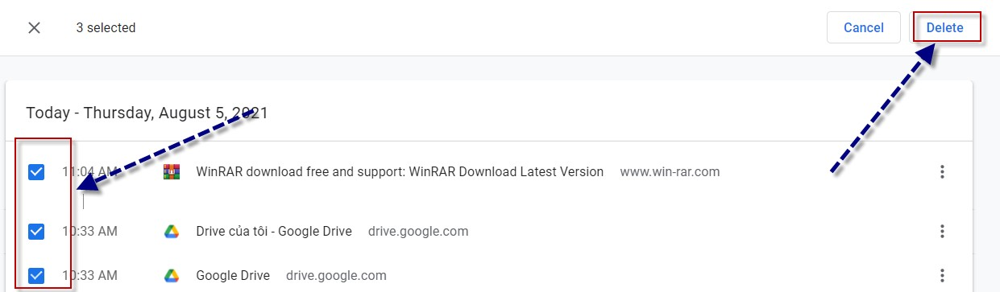 3 selected Cancel Delete
Today - Thursday, August 5, 2021
11:04 AM WinRAR download free and support: WinRAR Download Latest Version www.win-rar.com
10:33 AM Drive của tôi - Google Drive drive.google.com
10:33 AM Google Drive drive.google.com